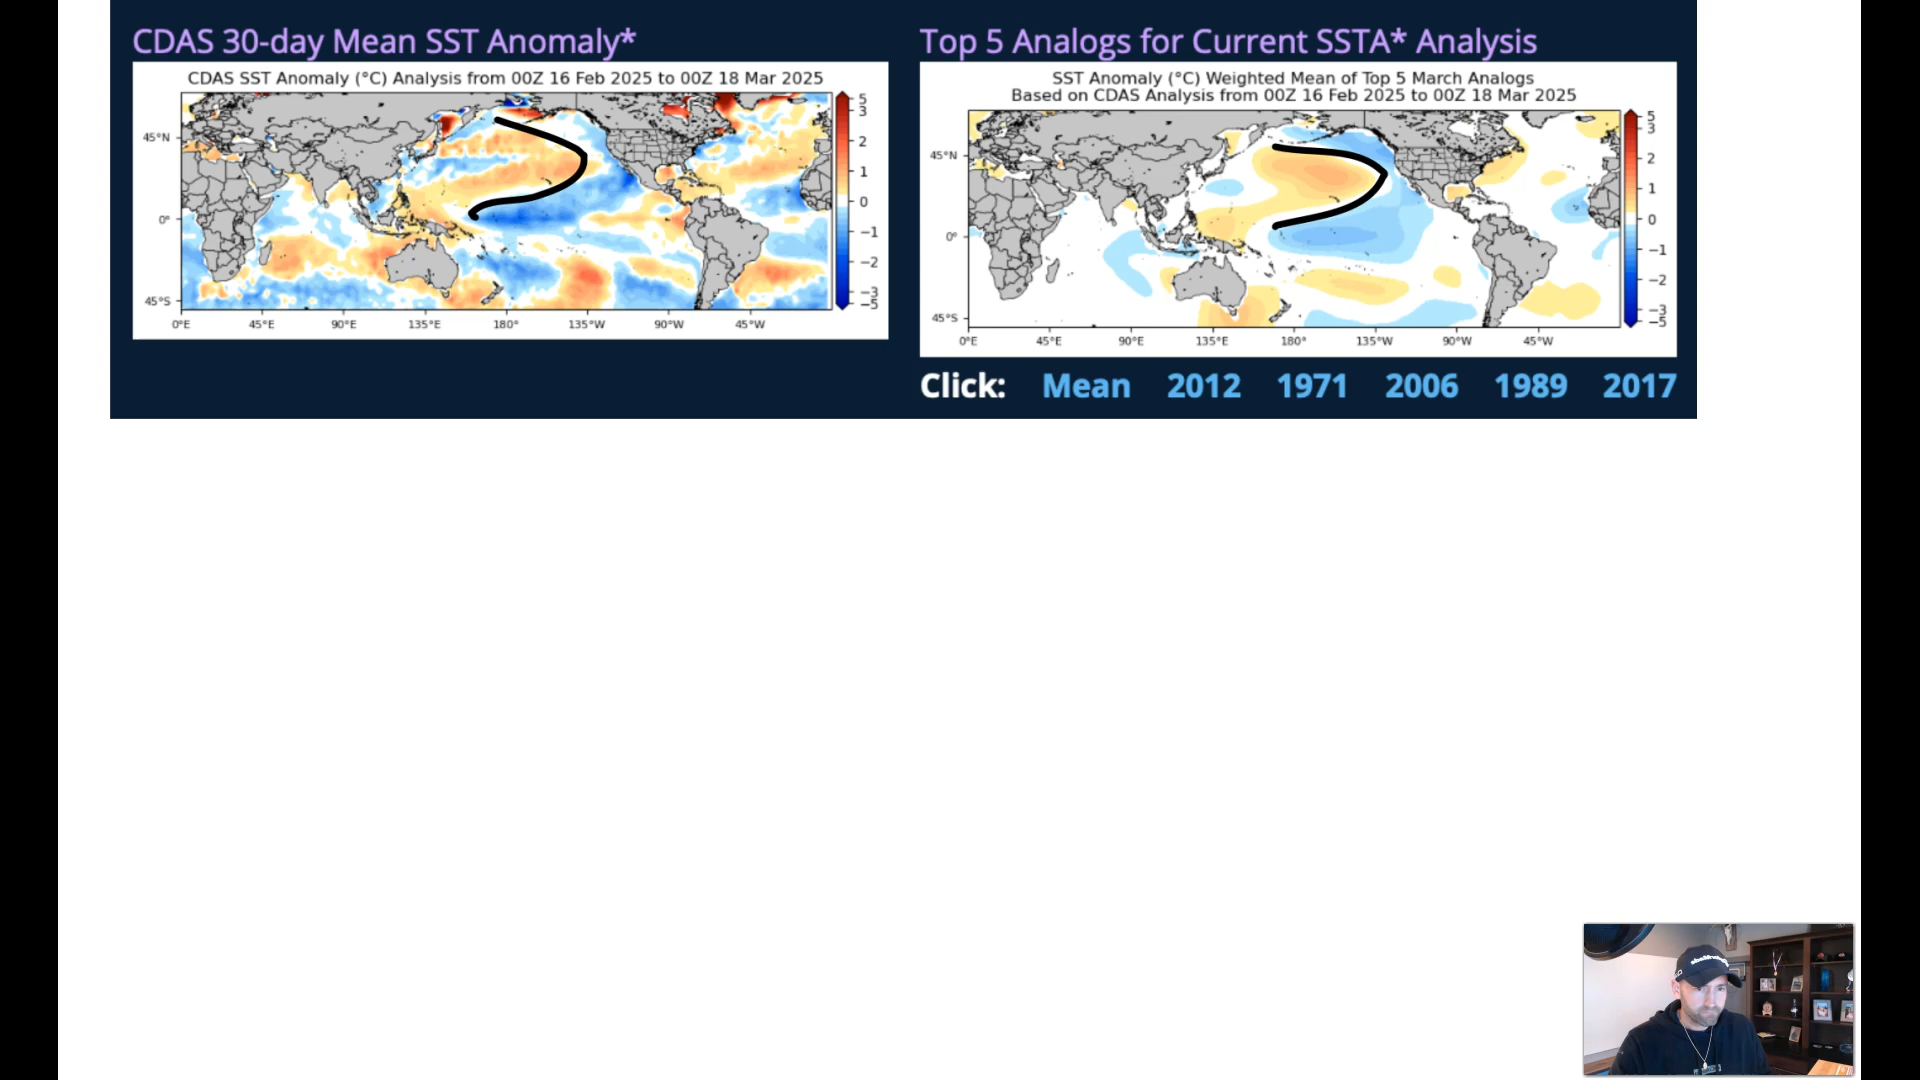 CDAS 30-day Mean SST Anomaly*
CDAS SST Anomaly (°C) Analysis from 00Z 16 Feb 2025 to 00Z 18 Mar 2025
45°N
0°
45°S
0°E 45°E 90°E 135°E 180° 135°W 90°W 45°W
5
3
2
1
0
−1
−2
−3
−5
Top 5 Analogs for Current SSTA* Analysis
SST Anomaly (°C) Weighted Mean of Top 5 March Analogs
Based on CDAS Analysis from 00Z 16 Feb 2025 to 00Z 18 Mar 2025
45°N
0°
45°S
0°E 45°E 90°E 135°E 180° 135°W 90°W 45°W
5
3
2
1
0
−1
−2
−3
−5
Click: Mean 2012 1971 2006 1989 2017